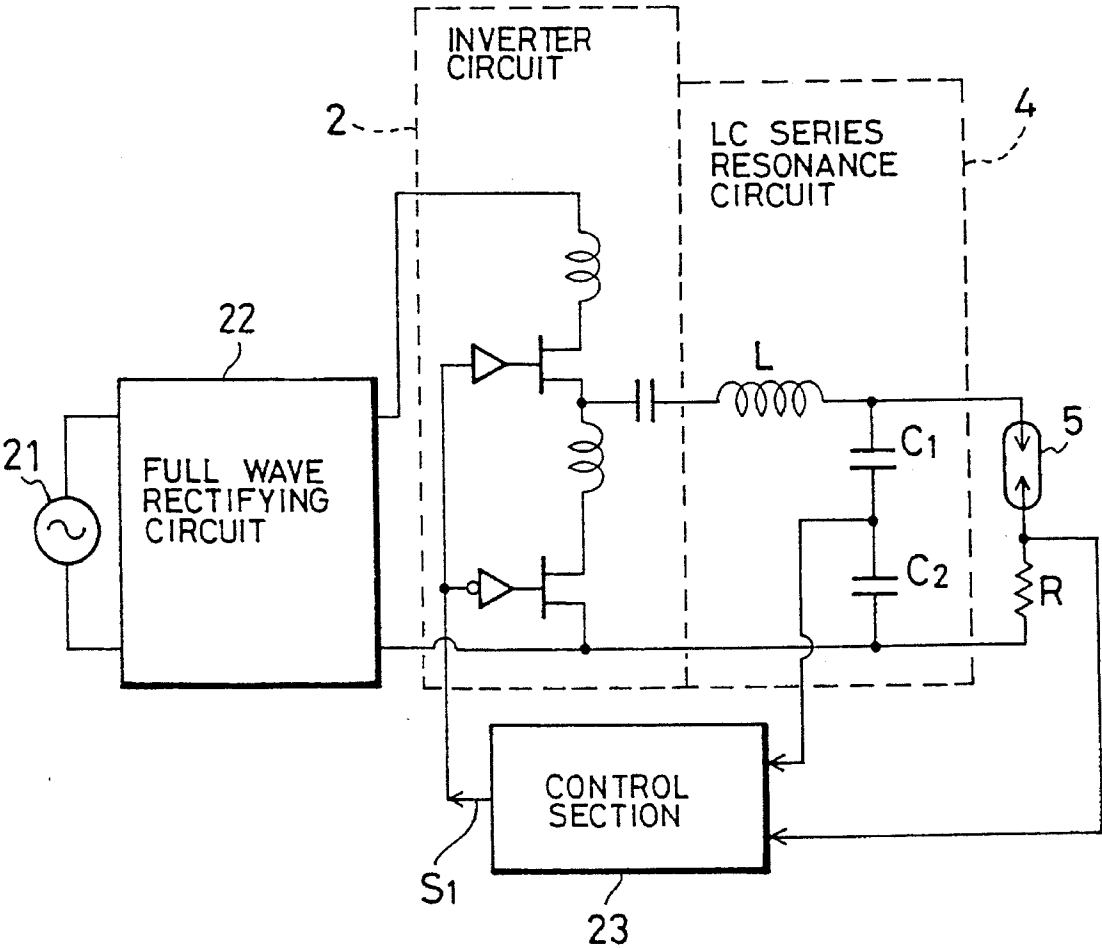 INVERTER
CIRCUIT
2
LC SERIES
RESONANCE
CIRCUIT
4
22
L
21
FULL WAVE
RECTIFYING
CIRCUIT
C1
5
C2
R
CONTROL
SECTION
S1
23